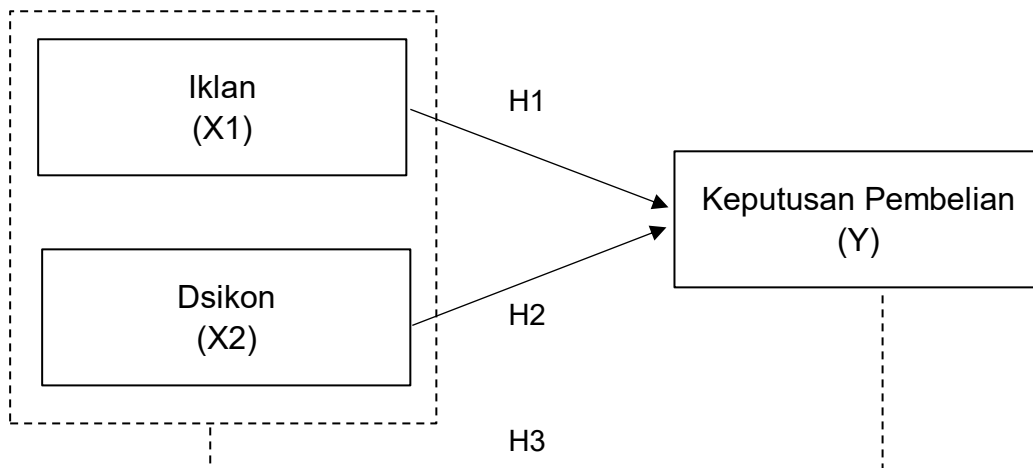 Iklan
(X1)
H1
Keputusan Pembelian
(Y)
Dsikon
(X2)
H2
H3